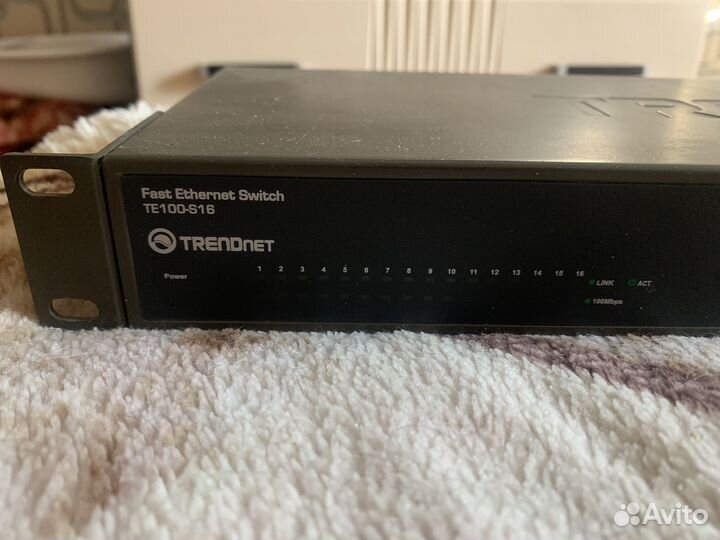 Fast Ethernet Switch
TE100-S16
TRENDNET
Power 1 2 3 4 5 6 7 8 9 10 11 12 13 14 15 16
LINK ACT
100Mbps
Avito